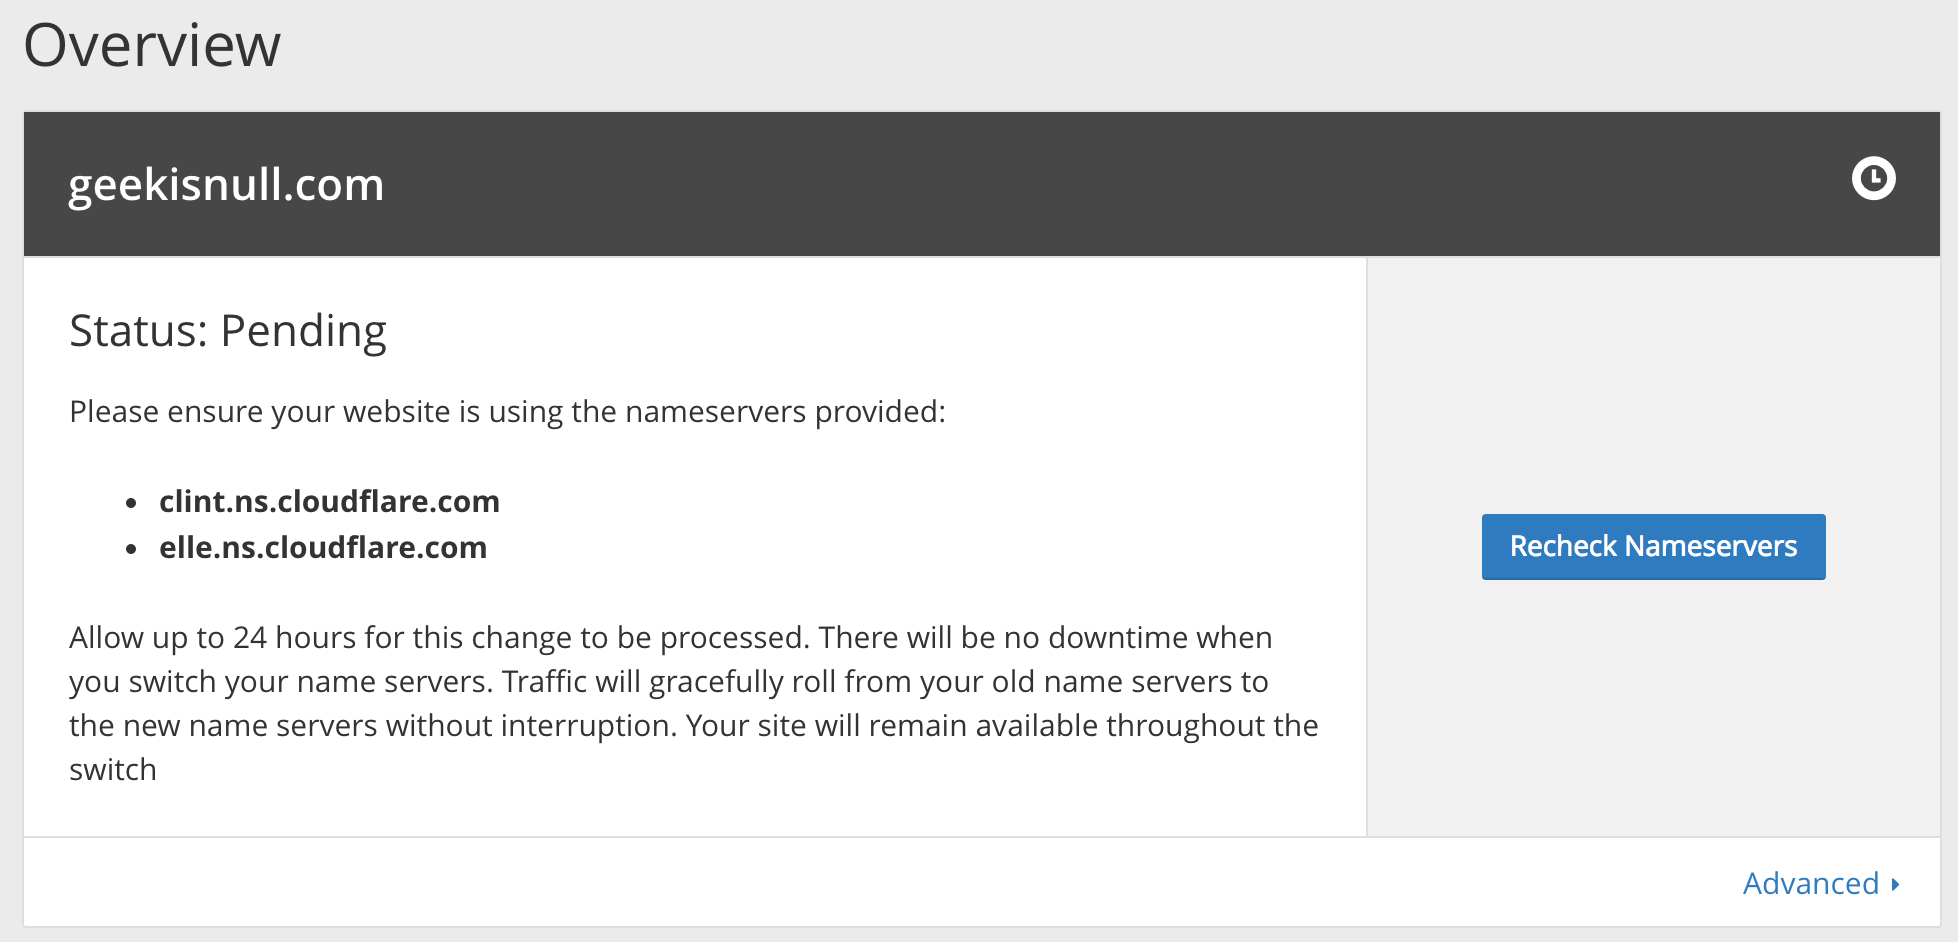 Overview
geekisnull.com
Status: Pending
Please ensure your website is using the nameservers provided:
• clint.ns.cloudflare.com
• elle.ns.cloudflare.com
Recheck Nameservers
Allow up to 24 hours for this change to be processed. There will be no downtime when
you switch your name servers. Traffic will gracefully roll from your old name servers to
the new name servers without interruption. Your site will remain available throughout the
switch
Advanced